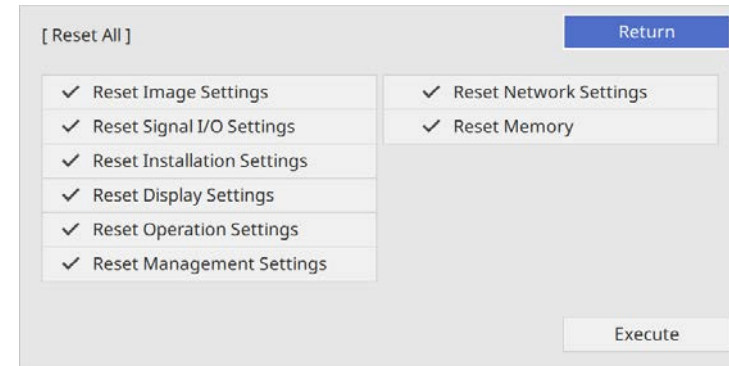 [ Reset All ]
Return
Reset Image Settings
Reset Signal I/O Settings
Reset Installation Settings
Reset Display Settings
Reset Operation Settings
Reset Management Settings
Reset Network Settings
Reset Memory
Execute